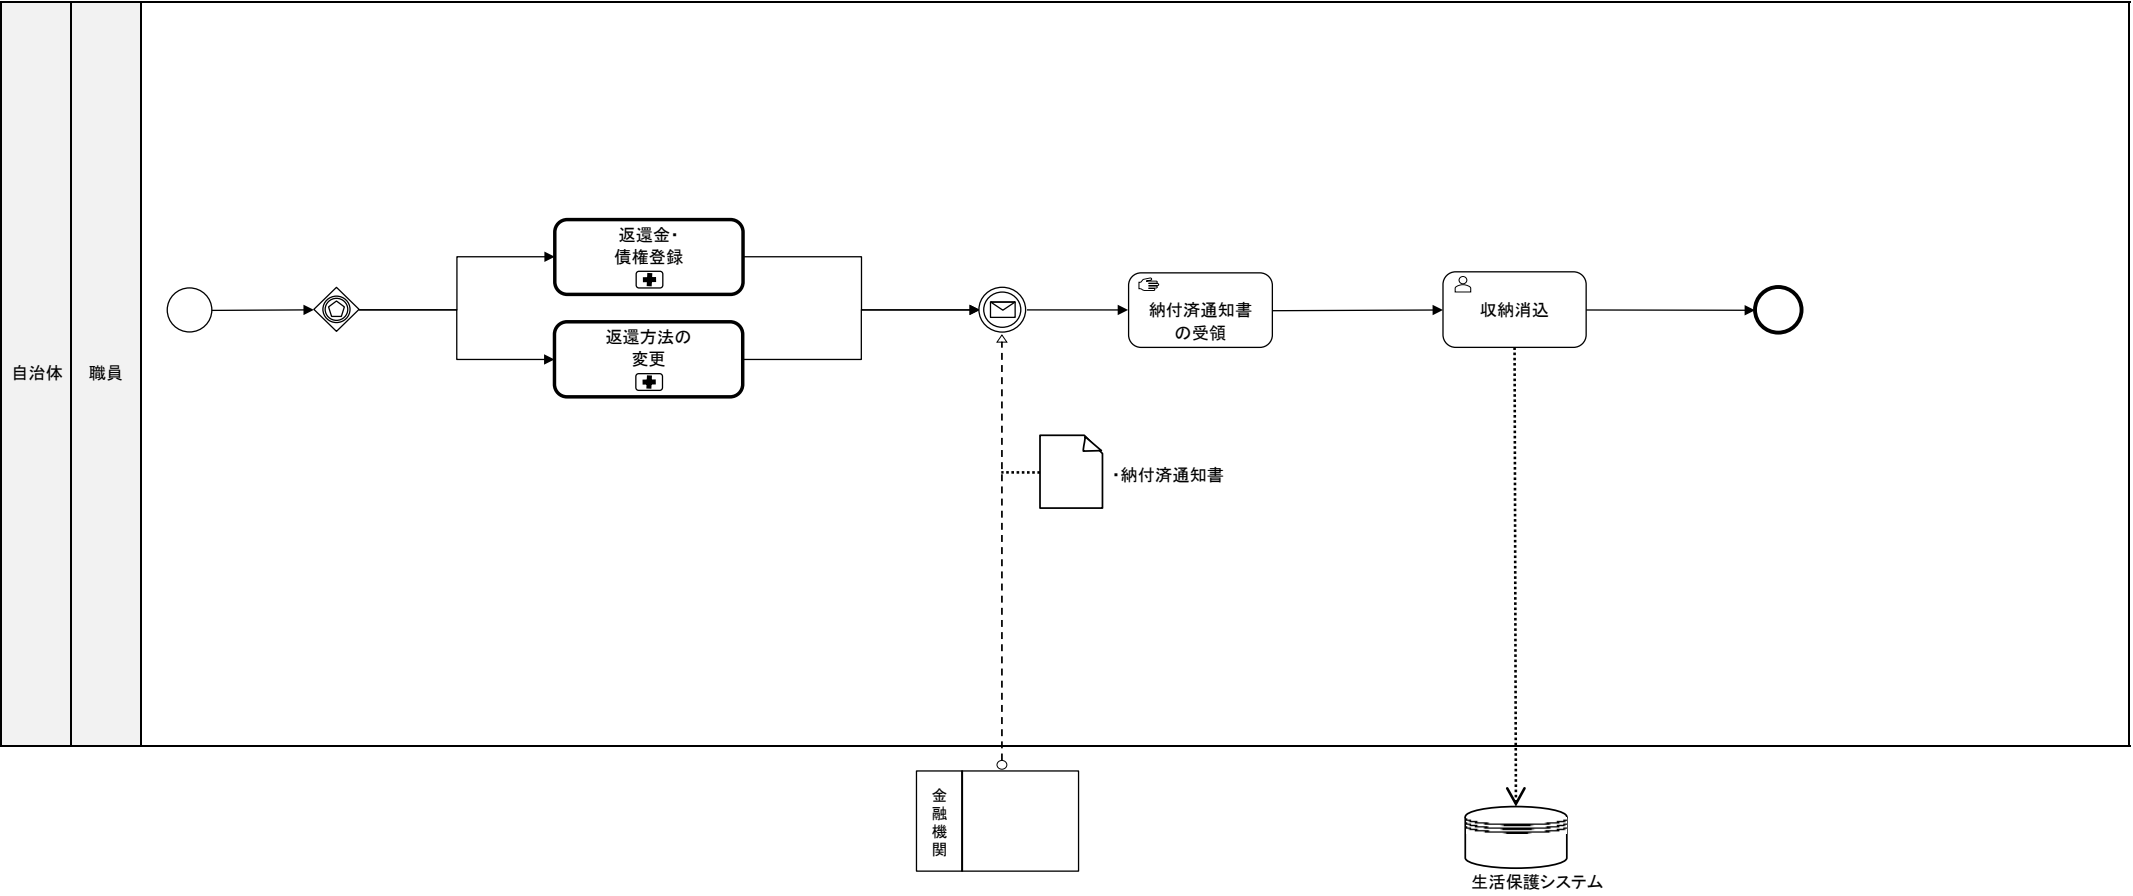 自治体
職員
返還金・
債権登録
返還方法の
変更
納付済通知書
の受領
収納消込
・納付済通知書
金融機関
生活保護システム